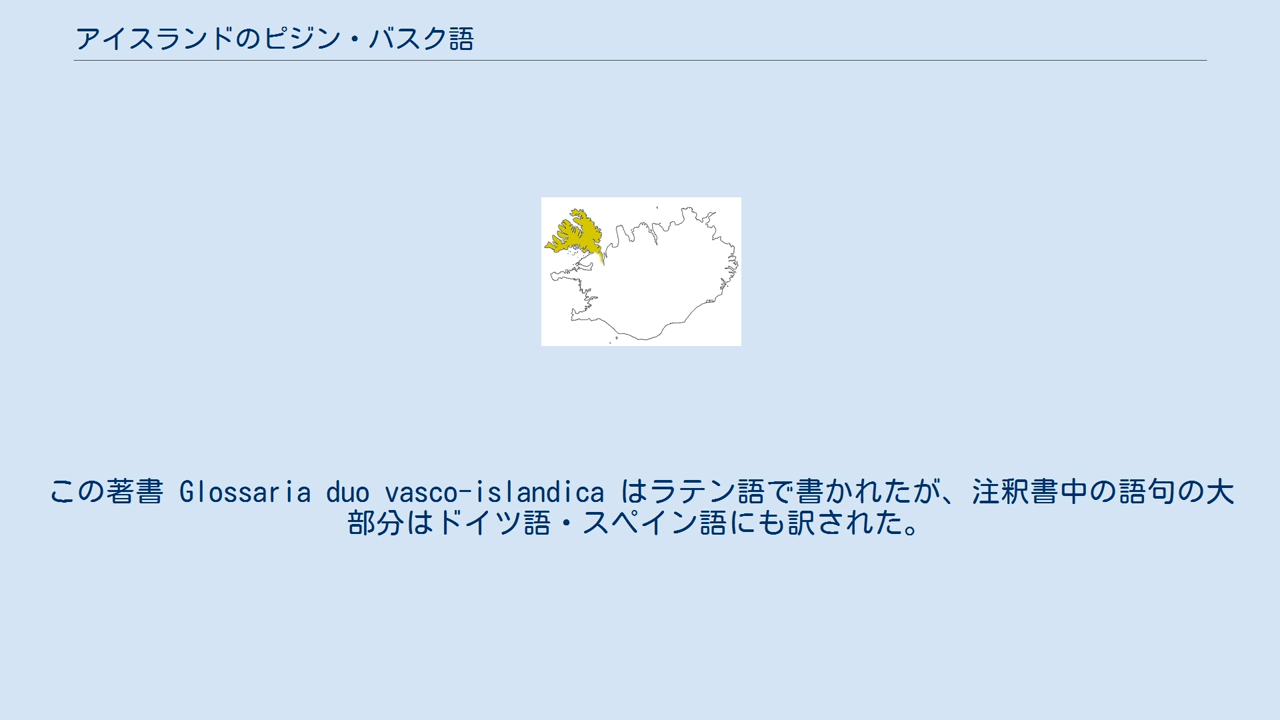 アイスランドのピジン・バスク語
この著書 Glossaria duo vasco-islandica はラテン語で書かれたが、注釈書中の語句の大
部分はドイツ語・スペイン語にも訳された。